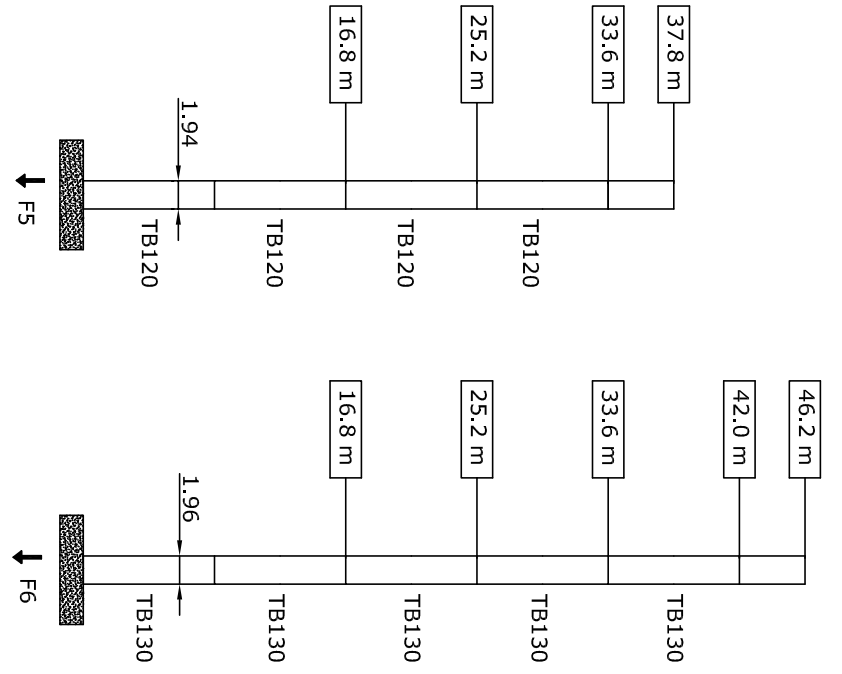 16.8 m
25.2 m
33.6 m
37.8 m
1.94
F5
TB120
TB120
TB120
TB120
16.8 m
25.2 m
33.6 m
42.0 m
46.2 m
1.96
F6
TB130
TB130
TB130
TB130
TB130